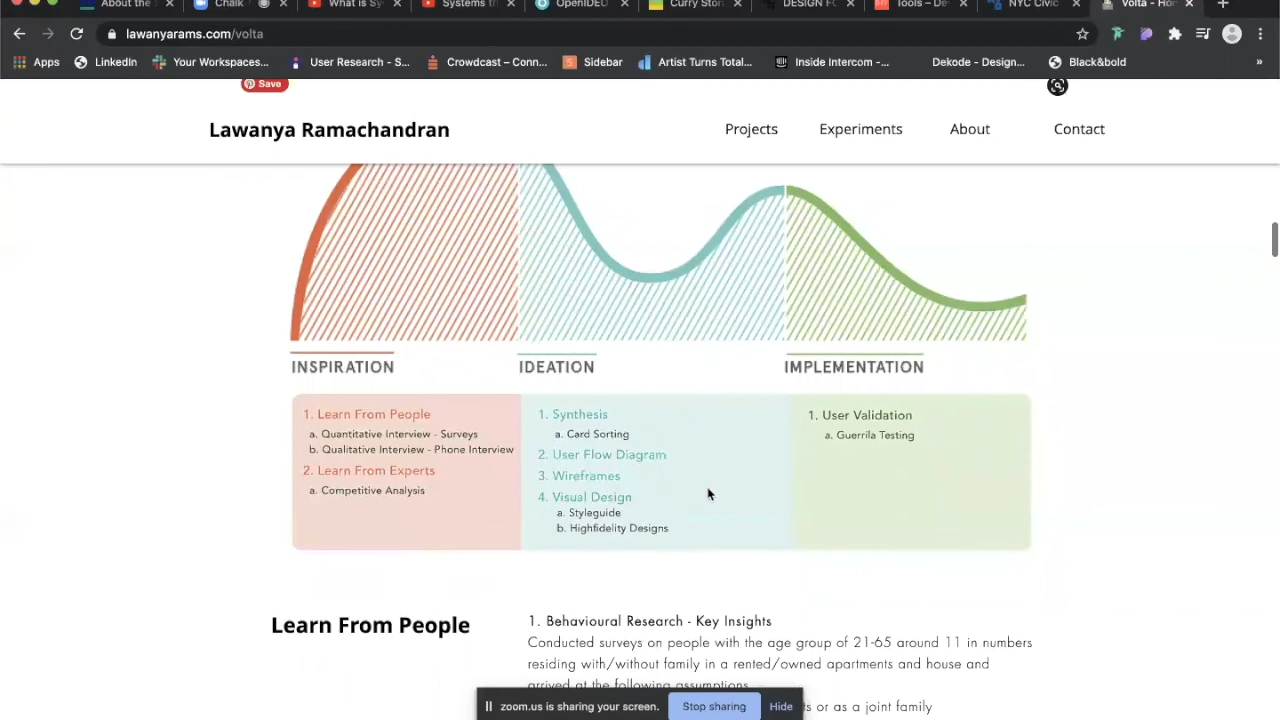 About the
Chalk
What is Sy
Systems th
OpenIDEO
Curry Stor
DESIGN FO
Tools – De
NYC Civic
Volta - Ho
lawanyarams.com/volta
Apps
LinkedIn
Your Workspaces...
User Research - S...
Crowdcast – Conn...
Sidebar
Artist Turns Total...
Inside Intercom -...
Dekode - Design...
Black&bold
»
Save
Lawanya Ramachandran
Projects
Experiments
About
Contact
INSPIRATION
IDEATION
IMPLEMENTATION
1. Learn From People
a. Quantitative Interview - Surveys
b. Qualitative Interview - Phone Interview
2. Learn From Experts
a. Competitive Analysis
1. Synthesis
a. Card Sorting
2. User Flow Diagram
3. Wireframes
4. Visual Design
a. Styleguide
b. Highfidelity Designs
1. User Validation
a. Guerrila Testing
Learn From People
1. Behavioural Research - Key Insights
Conducted surveys on people with the age group of 21-65 around 11 in numbers
residing with/without family in a rented/owned apartments and house and
arrived at the following assumptions
ts or as a joint family
zoom.us is sharing your screen.
Stop sharing
Hide